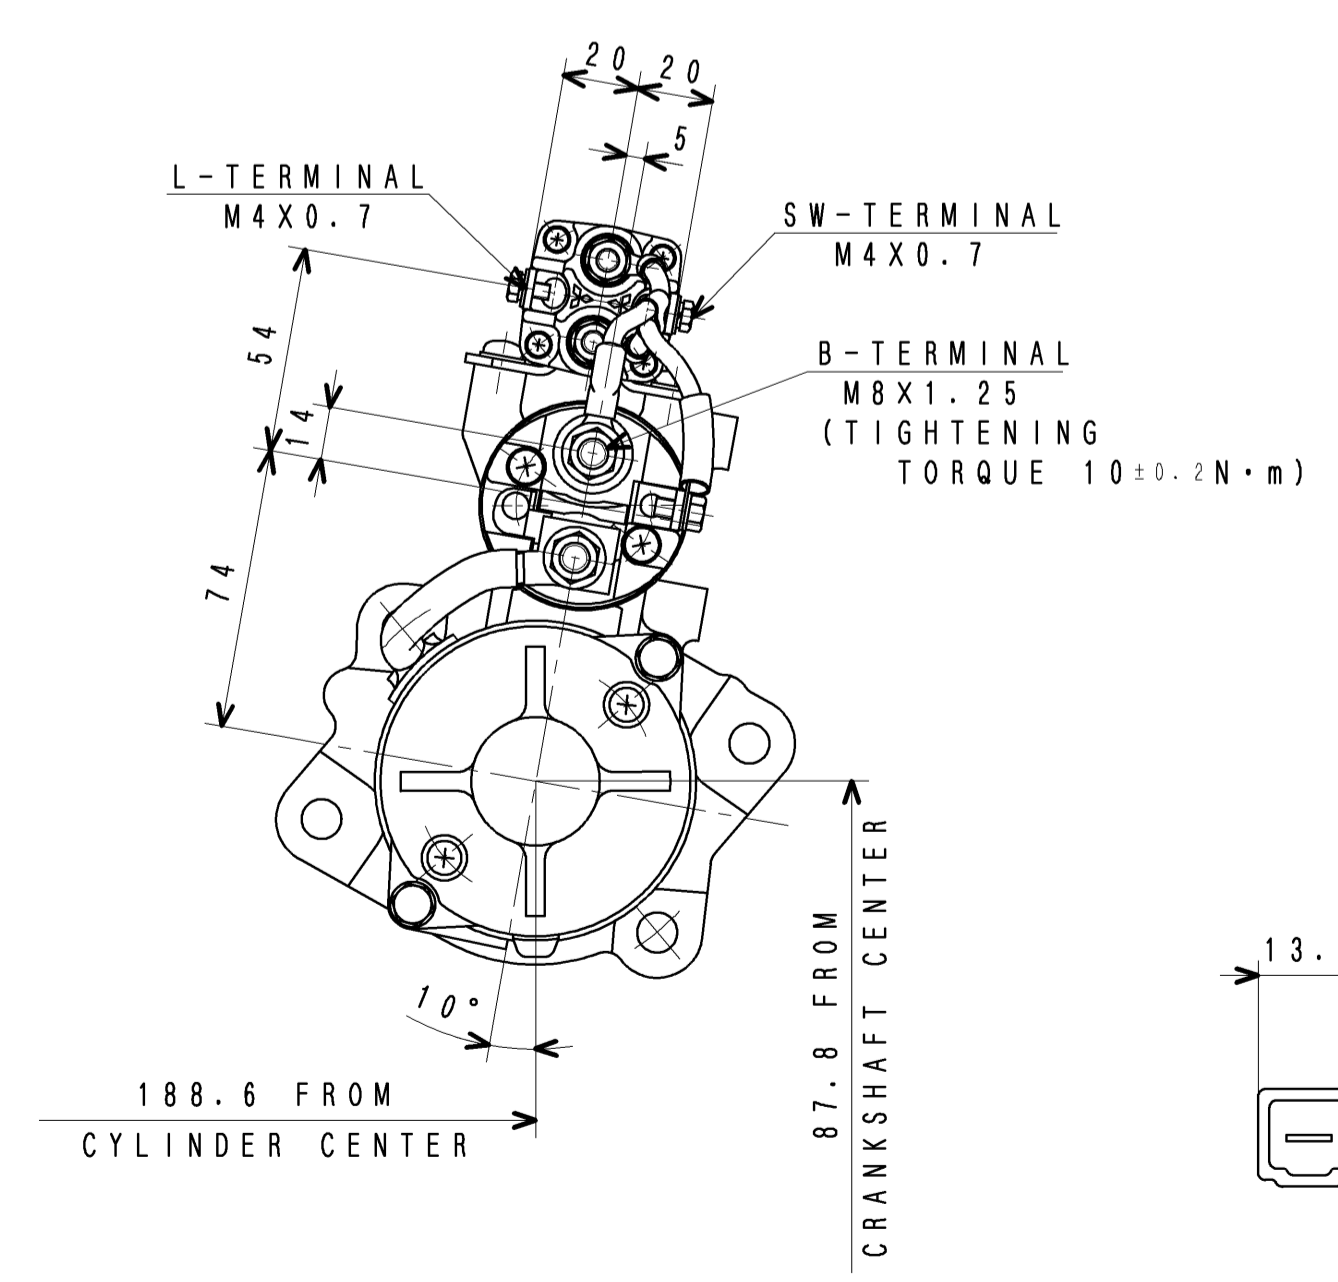 20
20
5
L-TERMINAL
M4X0.7
SW-TERMINAL
M4X0.7
54
B-TERMINAL
M8X1.25
(TIGHTENING
TORQUE 10±0.2N・m)
14
74
10°
188.6 FROM
CYLINDER CENTER
87.8 FROM
CRANKSHAFT CENTER
13.